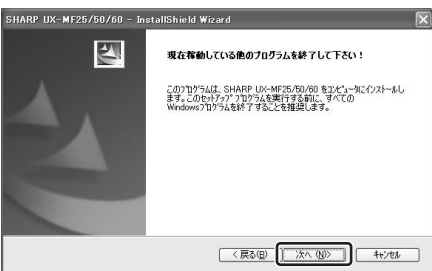 SHARP UX-MF25/50/60 - InstallShield Wizard
現在稼動している他のプログラムを終了して下さい！
このプログラムは、SHARP UX-MF25/50/60 をコンピュータにインストールし
ます。このセットアップ プログラムを実行する前に、すべての
Windowsプログラムを終了することを推奨します。
< 戻る(B)
次へ (N)>
キャンセル